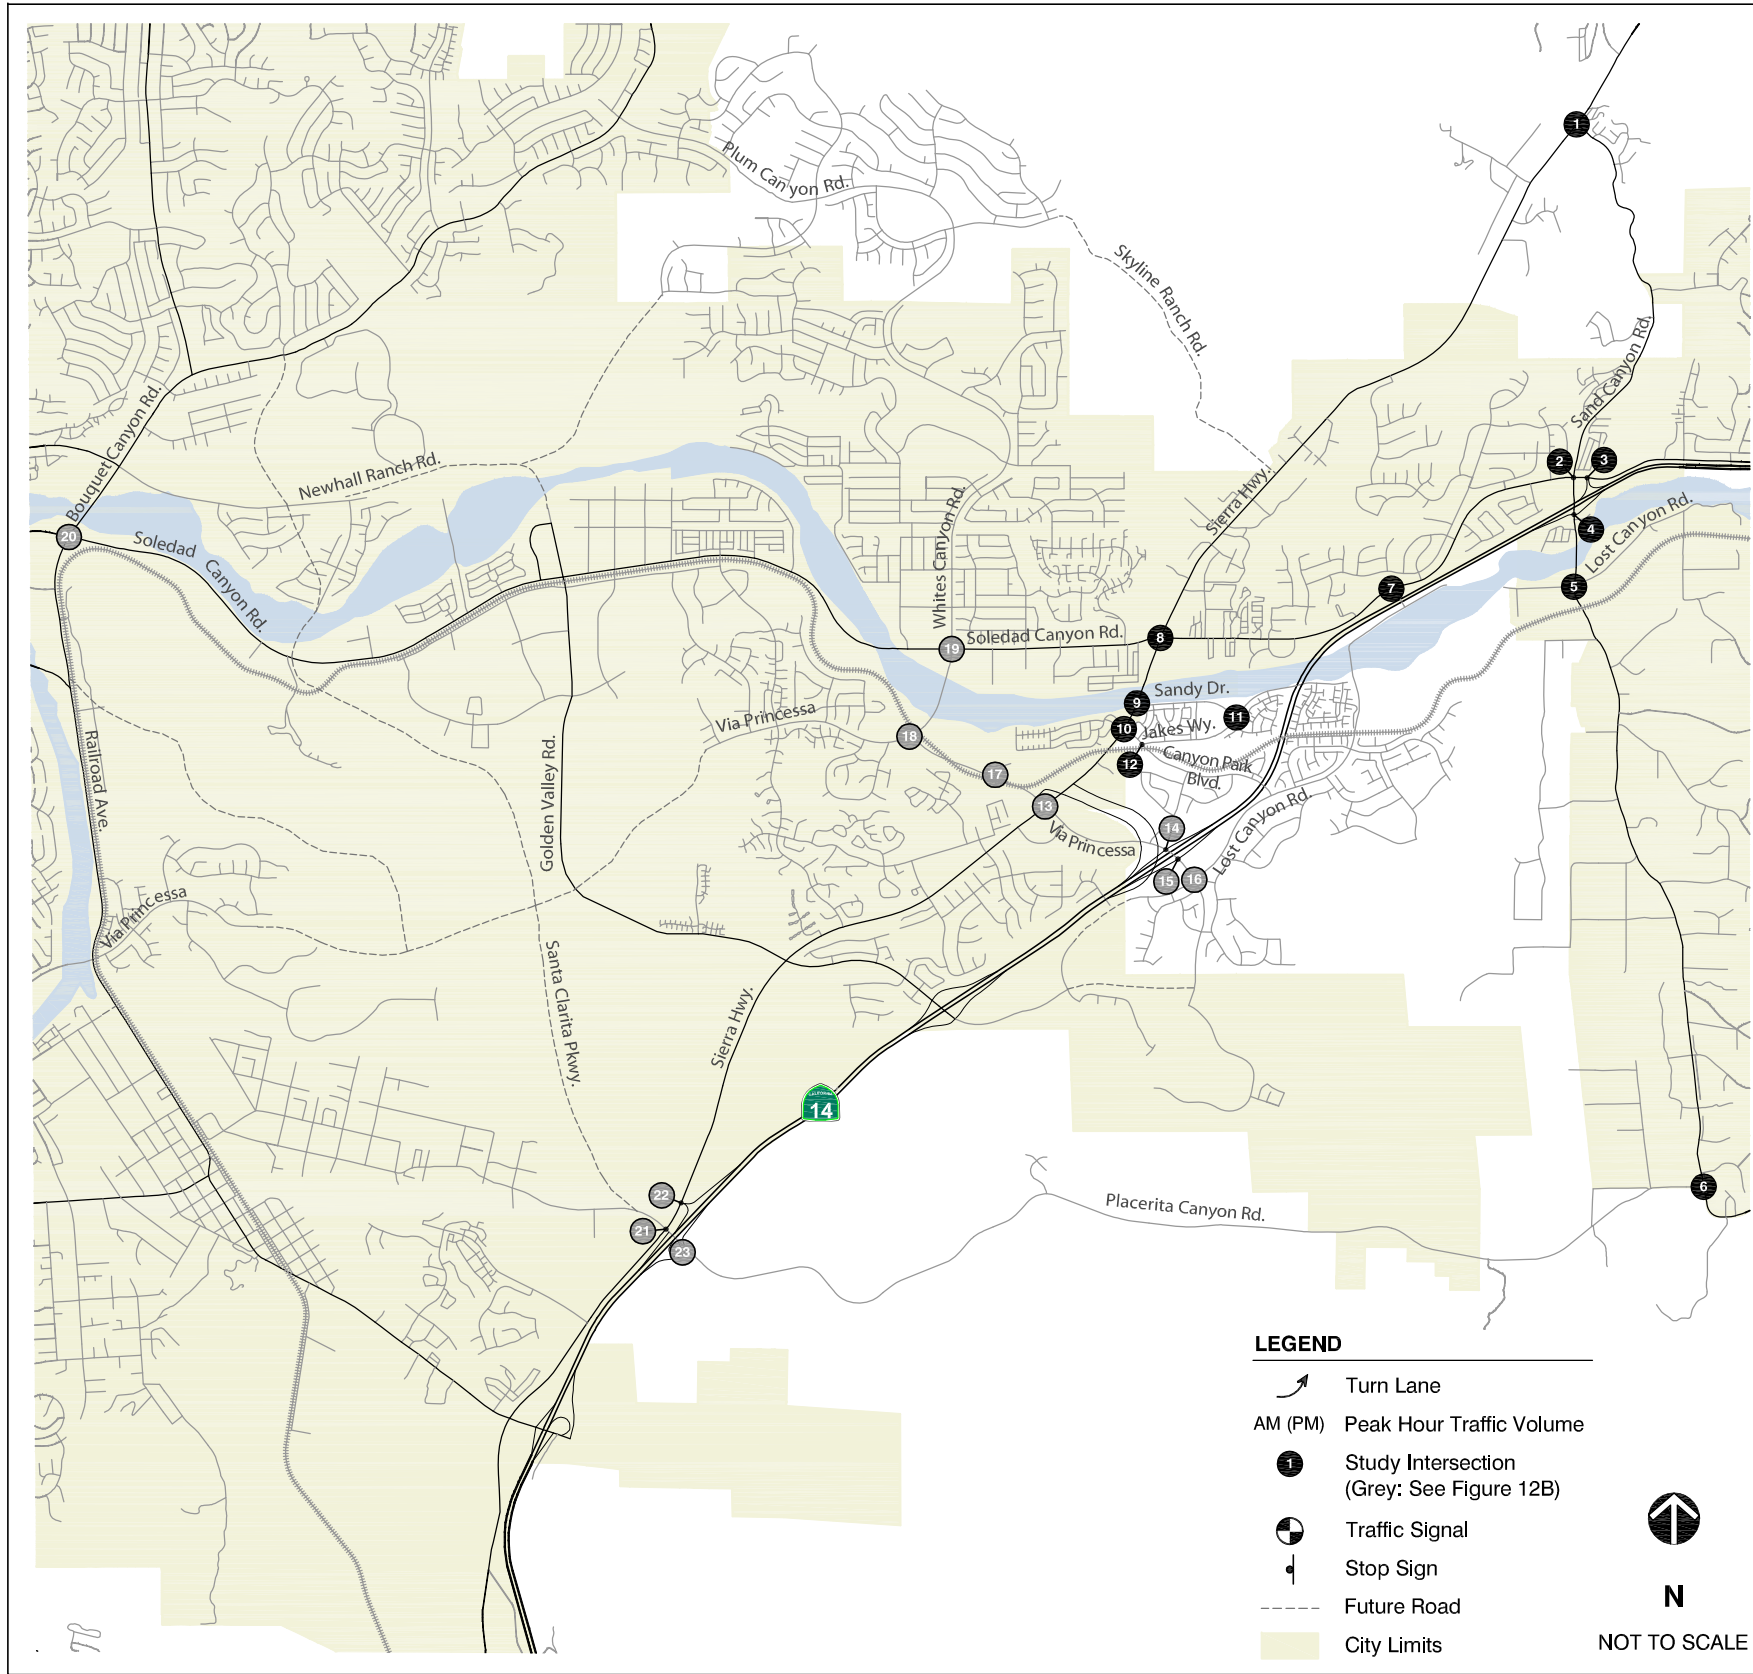 1
Plum Canyon Rd.
Skyline Ranch Rd.
Sand Canyon Rd.
Bouquet Canyon Rd.
Newhall Ranch Rd.
Sierra Hwy.
2
3
4
Lost Canyon Rd.
5
20
Soledad
Canyon Rd.
Whites Canyon Rd.
7
8
Soledad Canyon Rd.
19
Sandy Dr.
9
10
11
Jakes Wy.
12
Canyon Park
Blvd.
Via Princessa
18
17
13
14
Via Princessa
15
16
Lost Canyon Rd.
Railroad Ave.
Golden Valley Rd.
Via Princessa
Santa Clarita Pkwy.
Sierra Hwy.
CALIFORNIA
14
22
21
23
Placerita Canyon Rd.
6
LEGEND
Turn Lane
AM (PM) Peak Hour Traffic Volume
1 Study Intersection
(Grey: See Figure 12B)
Traffic Signal
Stop Sign
Future Road
City Limits
N
NOT TO SCALE